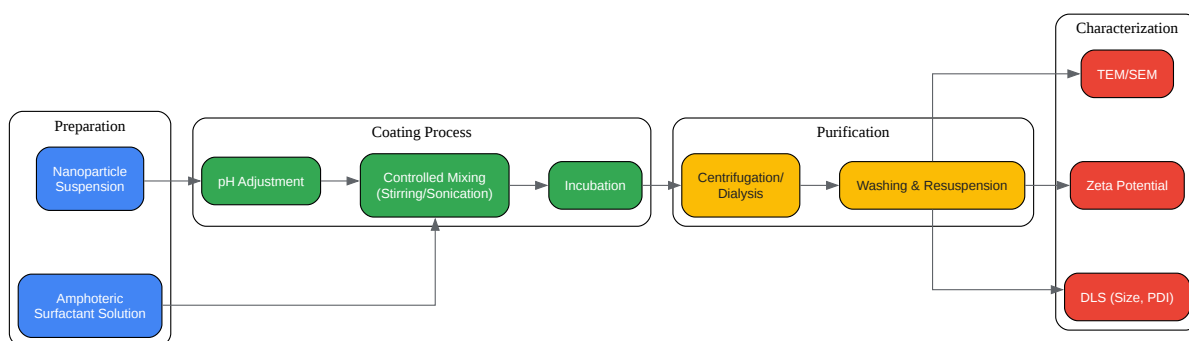 Preparation
Nanoparticle
Suspension
Amphoteric
Surfactant Solution
Coating Process
pH Adjustment
Controlled Mixing
(Stirring/Sonication)
Incubation
Purification
Centrifugation/
Dialysis
Washing & Resuspension
Characterization
TEM/SEM
Zeta Potential
DLS (Size, PDI)